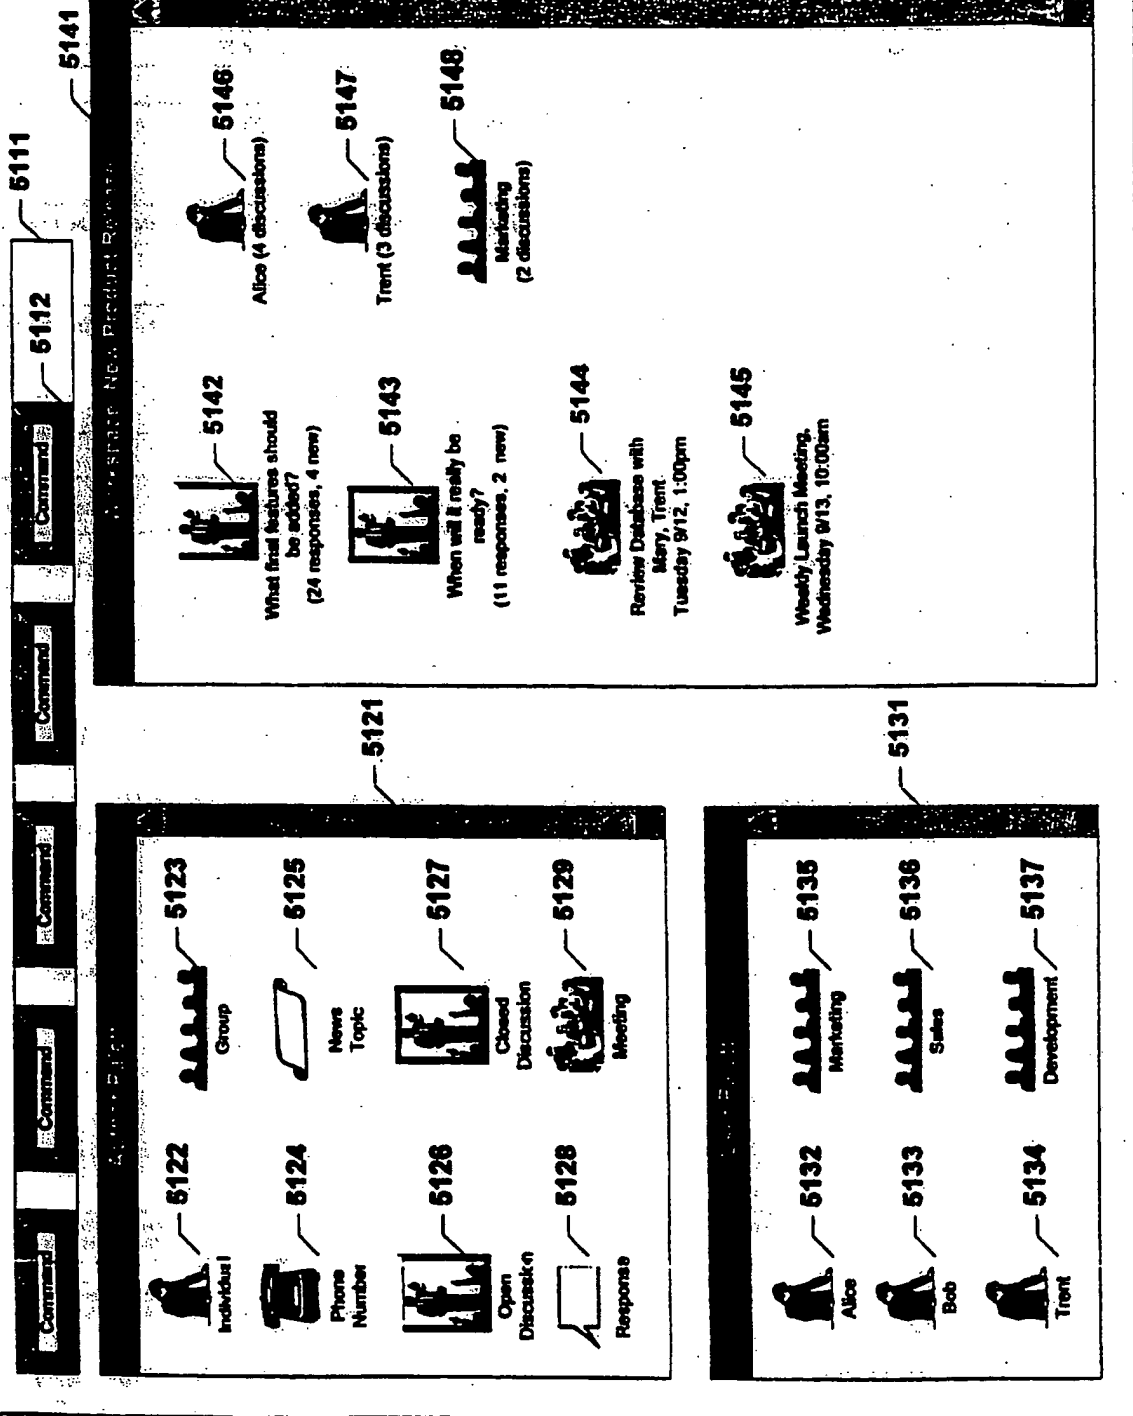 5111
Command
Command
Command
Command
Command
5112
5141
New Product
5122
Individual
5123
Group
5124
Phone
Number
5125
News
Topic
5126
Open
Discussion
5127
Closed
Discussion
5128
Response
5129
Meeting
5121
5132
Alice
5135
Marketing
5133
Bob
5136
Sales
5134
Trent
5137
Development
5131
5142
What final features should
be added?
(24 responses, 4 new)
5146
Alice (4 discussions)
5143
When will it really be
ready?
(11 responses, 2 new)
5147
Trent (3 discussions)
5148
Marketing
(2 discussions)
5144
Review Database with
Mary, Trent
Tuesday 9/12, 1:00pm
5145
Weekly Launch Meeting,
Wednesday 9/13, 10:00am